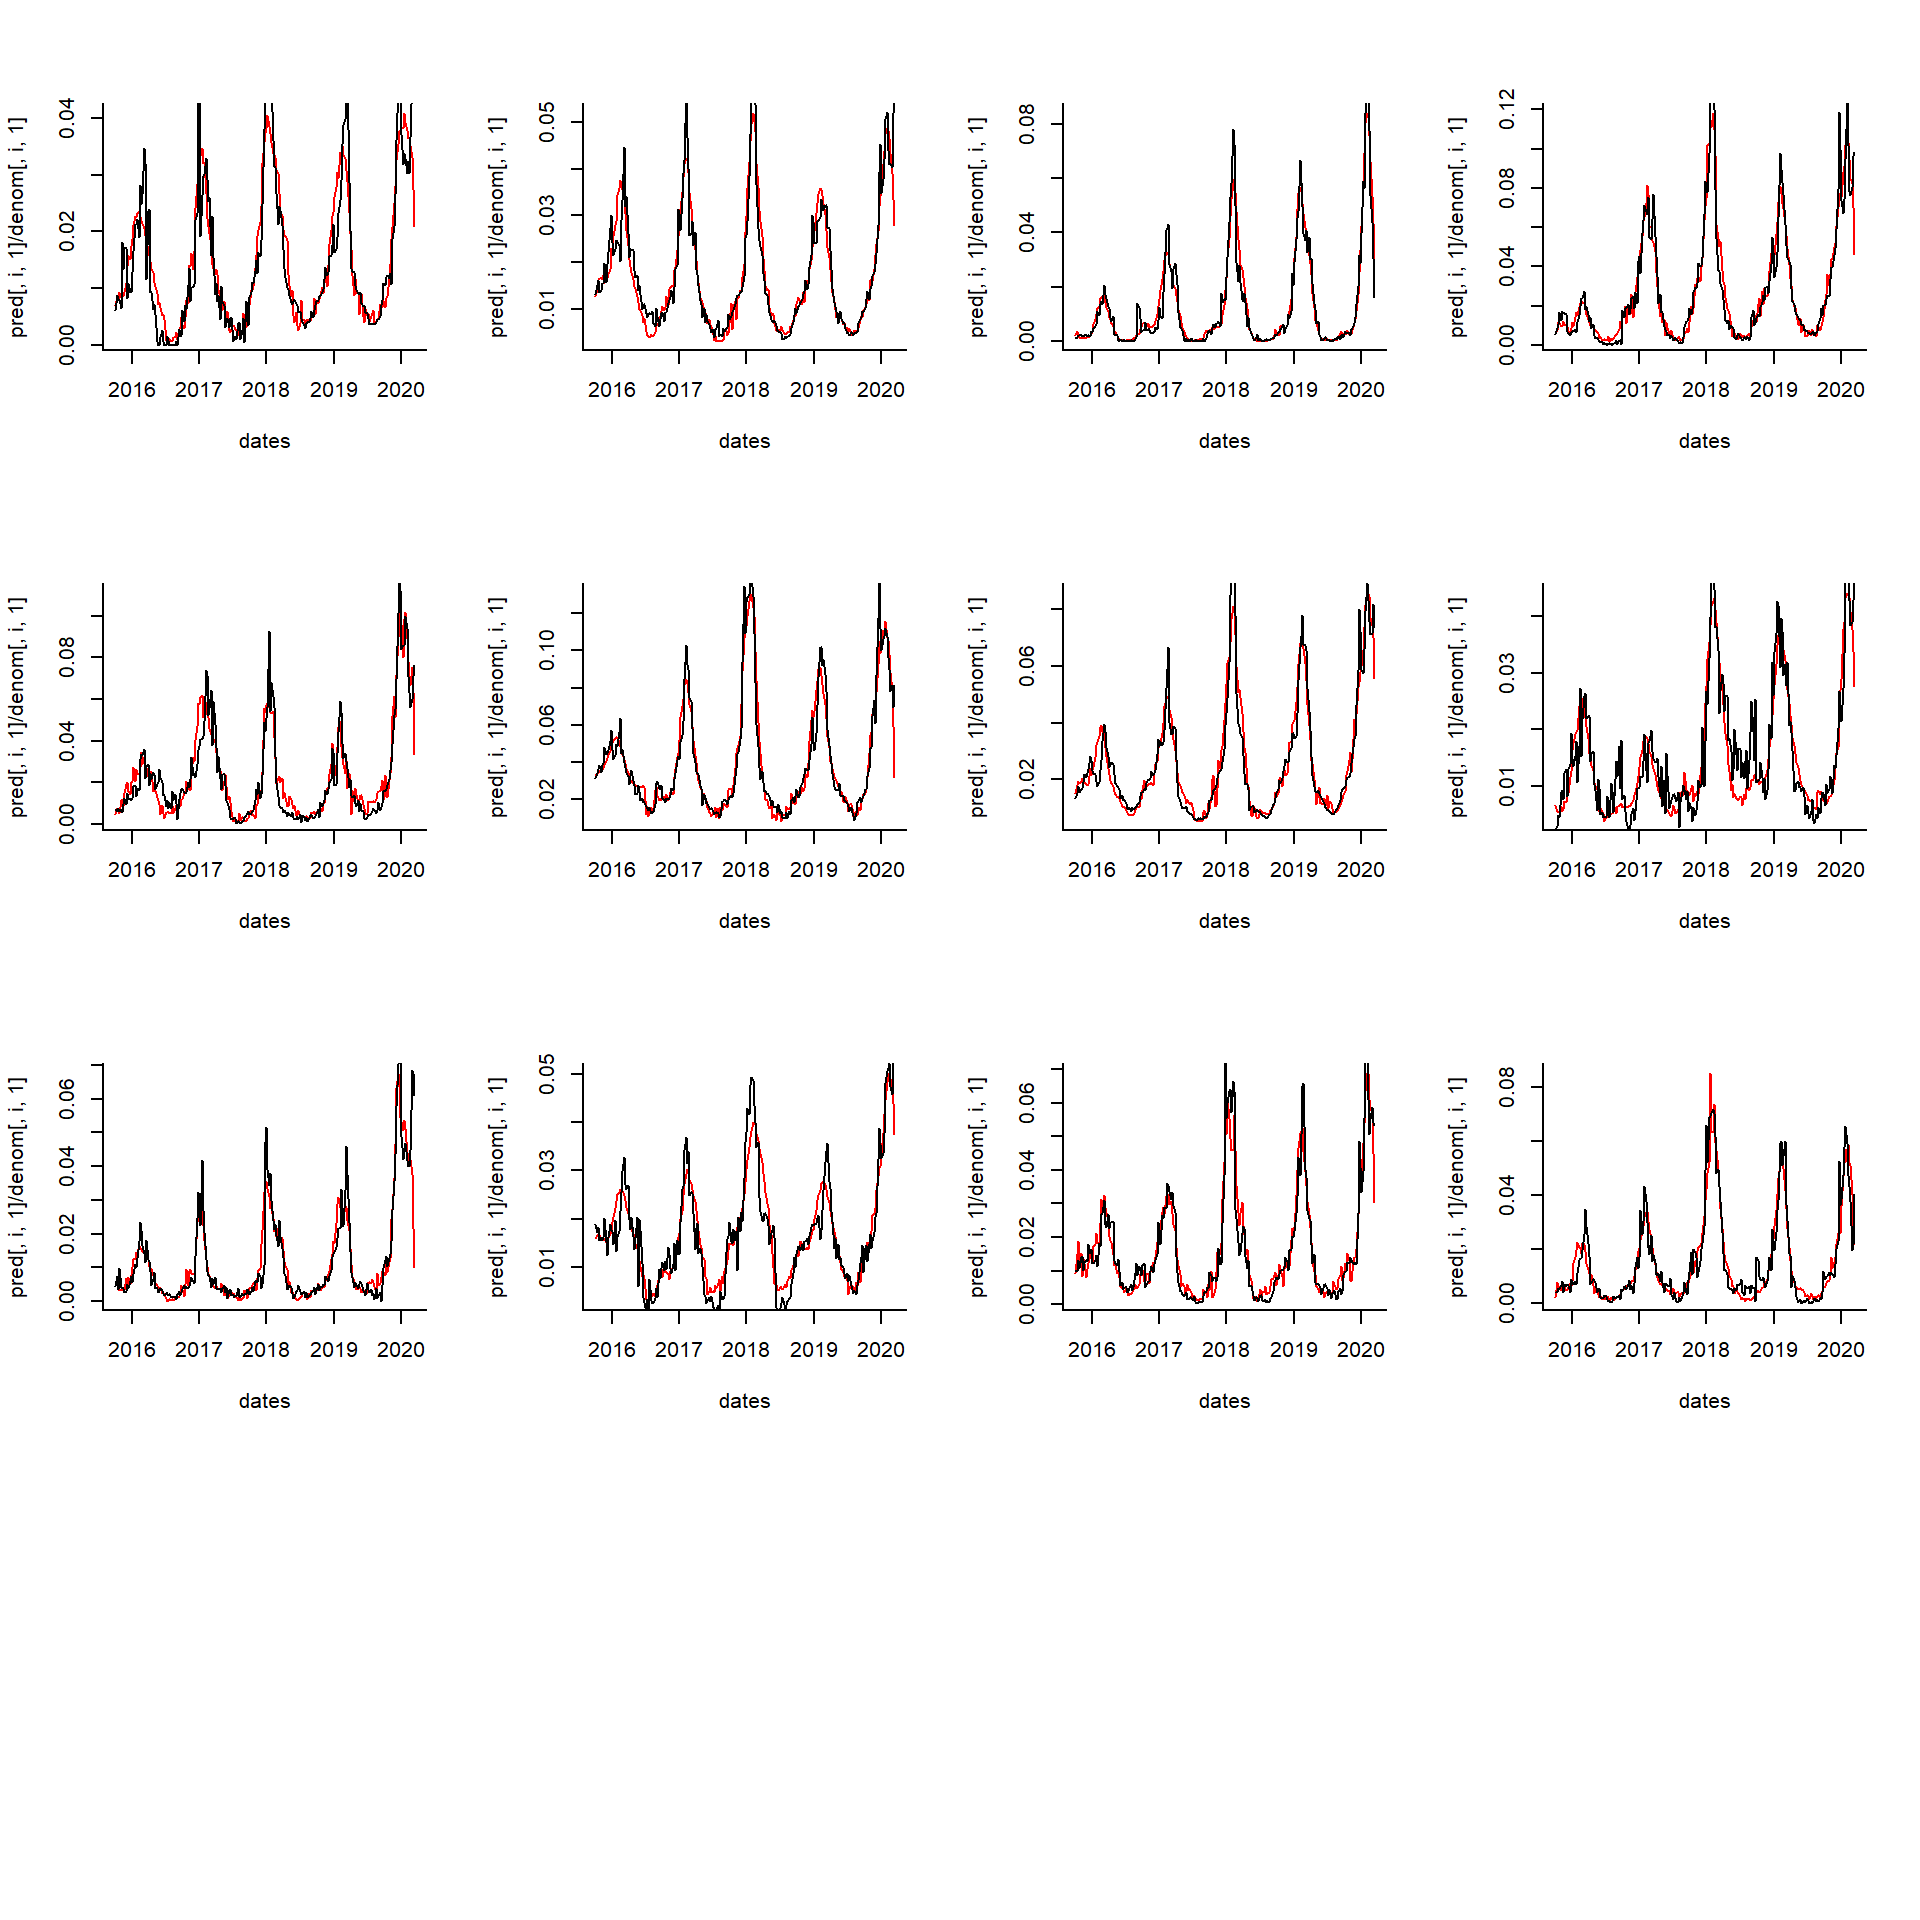 pred[, i, 1]/denom[, i, 1]
0.00 0.02 0.04
2016 2017 2018 2019 2020
dates
pred[, i, 1]/denom[, i, 1]
0.01 0.03 0.05
2016 2017 2018 2019 2020
dates
pred[, i, 1]/denom[, i, 1]
0.00 0.04 0.08
2016 2017 2018 2019 2020
dates
pred[, i, 1]/denom[, i, 1]
0.00 0.04 0.08 0.12
2016 2017 2018 2019 2020
dates
pred[, i, 1]/denom[, i, 1]
0.00 0.04 0.08
2016 2017 2018 2019 2020
dates
pred[, i, 1]/denom[, i, 1]
0.02 0.06 0.10
2016 2017 2018 2019 2020
dates
pred[, i, 1]/denom[, i, 1]
0.02 0.06
2016 2017 2018 2019 2020
dates
pred[, i, 1]/denom[, i, 1]
0.01 0.03
2016 2017 2018 2019 2020
dates
pred[, i, 1]/denom[, i, 1]
0.00 0.02 0.04 0.06
2016 2017 2018 2019 2020
dates
pred[, i, 1]/denom[, i, 1]
0.01 0.03 0.05
2016 2017 2018 2019 2020
dates
pred[, i, 1]/denom[, i, 1]
0.00 0.02 0.04 0.06
2016 2017 2018 2019 2020
dates
pred[, i, 1]/denom[, i, 1]
0.00 0.04 0.08
2016 2017 2018 2019 2020
dates